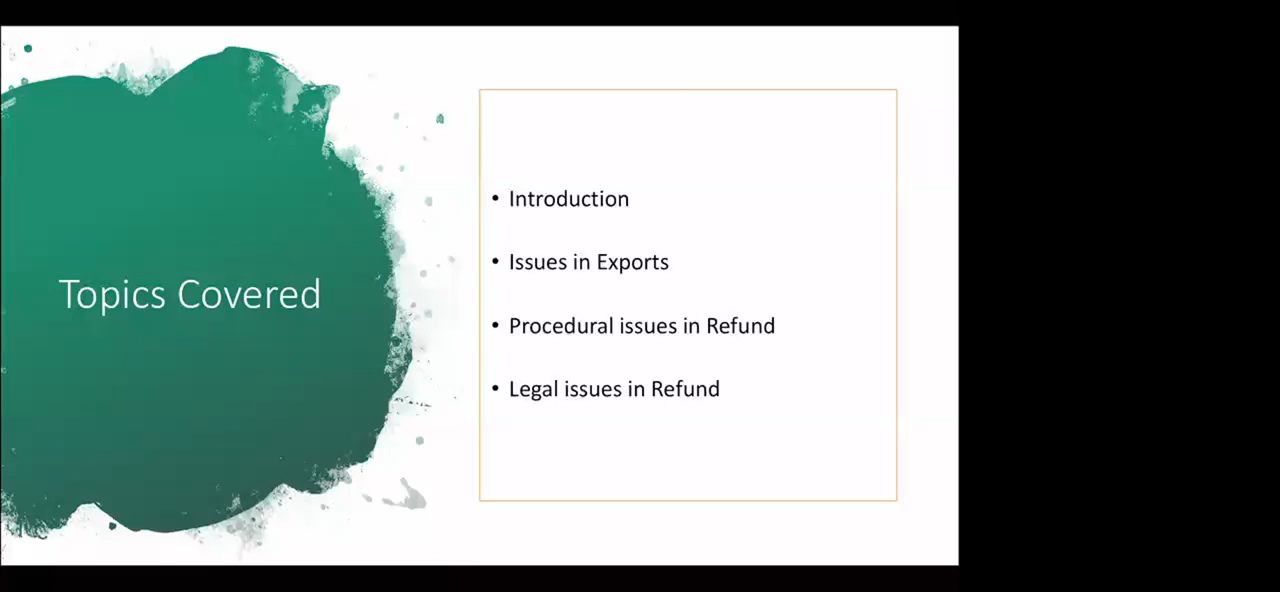 Topics Covered
• Introduction
• Issues in Exports
• Procedural issues in Refund
• Legal issues in Refund